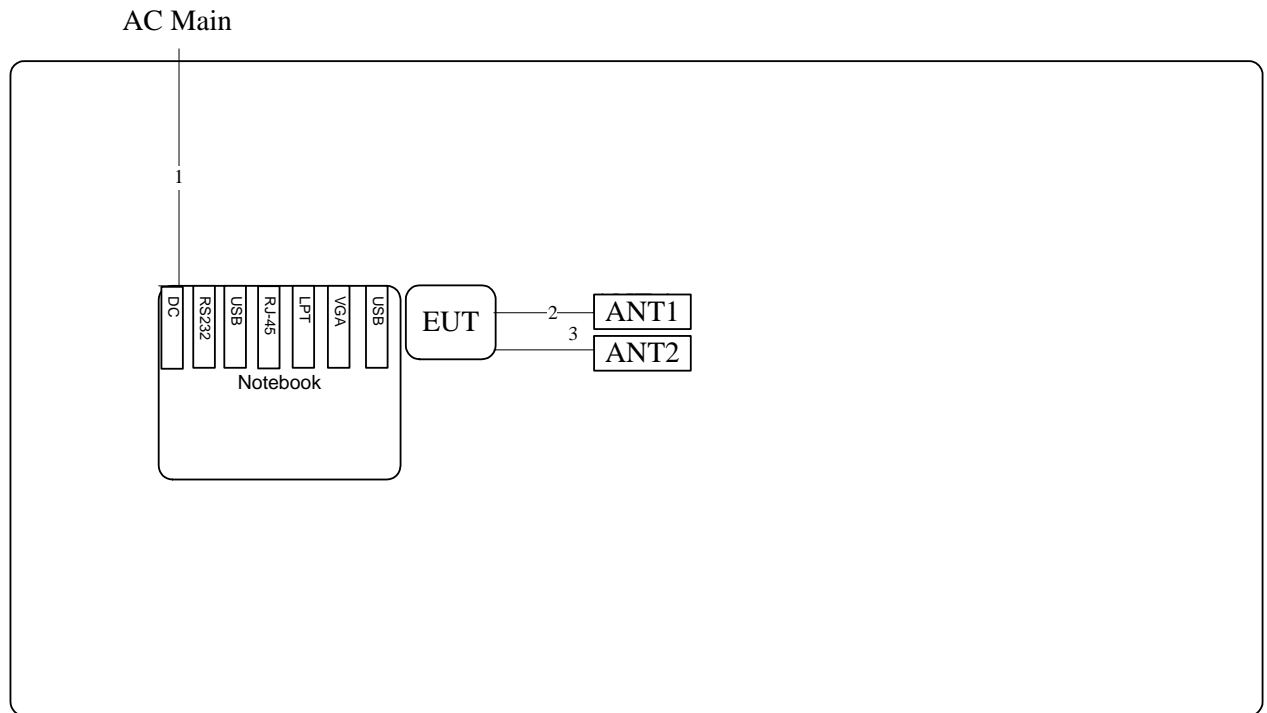 AC Main
1
DC
RS232
USB
RJ-45
LPT
VGA
USB
Notebook
EUT
2
3
ANT1
ANT2